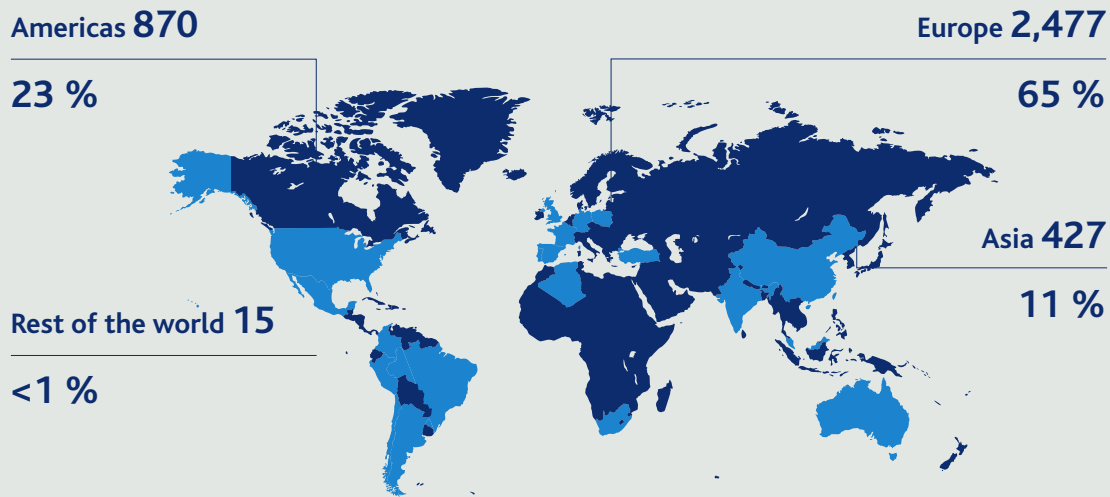 Americas 870
23 %
Europe 2,477
65 %
Asia 427
11 %
Rest of the world 15
<1 %